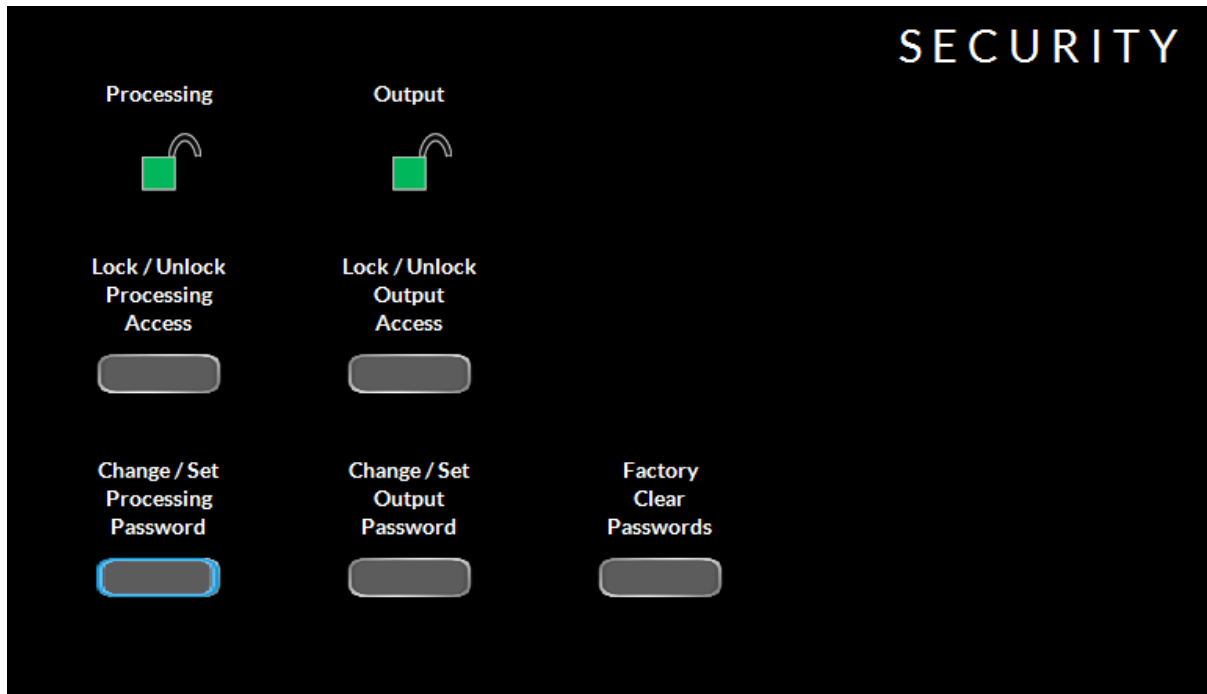 SECURITY
Processing
Output
Lock / Unlock
Processing
Access
Lock / Unlock
Output
Access
Change / Set
Processing
Password
Change / Set
Output
Password
Factory
Clear
Passwords